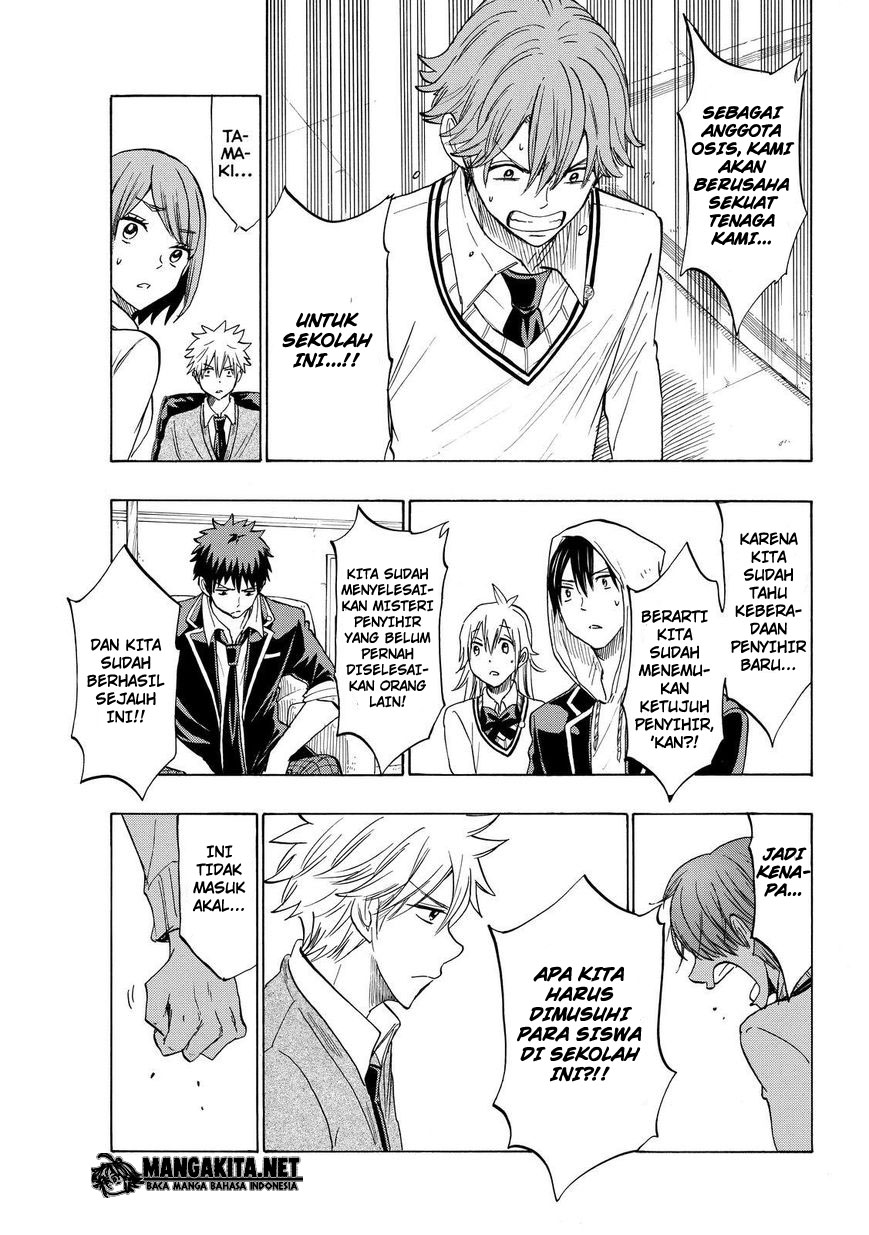 SEBAGAI
ANGGOTA
OSIS, KAMI
AKAN
BERUSAHA
SEKUAT
TENAGA
KAMI...
UNTUK
SEKOLAH
INI...!!
TA-
MA-
KI...
KARENA
KITA
SUDAH
TAHU
KEBERA-
DAAN
PENYIHIR
BARU...
BERARTI
KITA
SUDAH
MENEMU-
KAN
KETUJUH
PENYIHIR,
'KAN?!
KITA SUDAH
MENYELESAI-
KAN MISTERI
PENYIHIR
YANG BELUM
PERNAH
DISELESAI-
KAN ORANG
LAIN!
DAN KITA
SUDAH
BERHASIL
SEJAUH
INI!!
JADI
KENA-
PA...
APA KITA
HARUS
DIMUSUHI
PARA SISWA
DI SEKOLAH
INI?!!
INI
TIDAK
MASUK
AKAL...
MANGAKITA.NET
BACA MANGA BAHASA INDONESIA